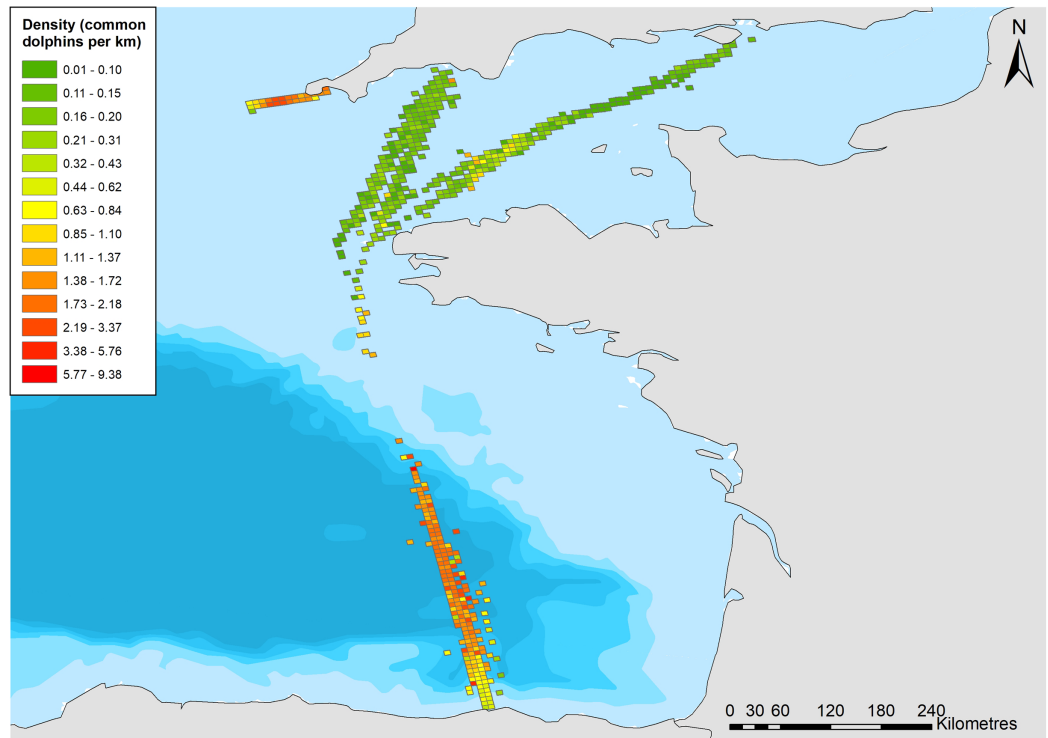 Density (common
dolphins per km)
0.01 - 0.10
0.11 - 0.15
0.16 - 0.20
0.21 - 0.31
0.32 - 0.43
0.44 - 0.62
0.63 - 0.84
0.85 - 1.10
1.11 - 1.37
1.38 - 1.72
1.73 - 2.18
2.19 - 3.37
3.38 - 5.76
5.77 - 9.38
N
0 30 60 120 180 240
Kilometres